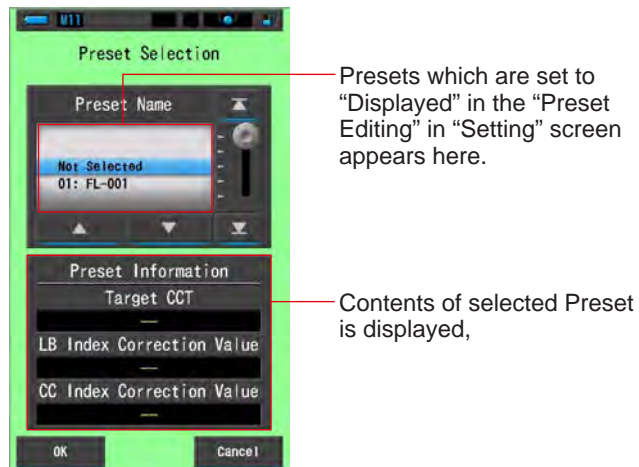 M11
Preset Selection
Preset Name
Not Selected
01: FL-001
Preset Information
Target CCT
LB Index Correction Value
CC Index Correction Value
OK
Cancel
Presets which are set to
“Displayed” in the “Preset
Editing” in “Setting” screen
appears here.
Contents of selected Preset
is displayed,